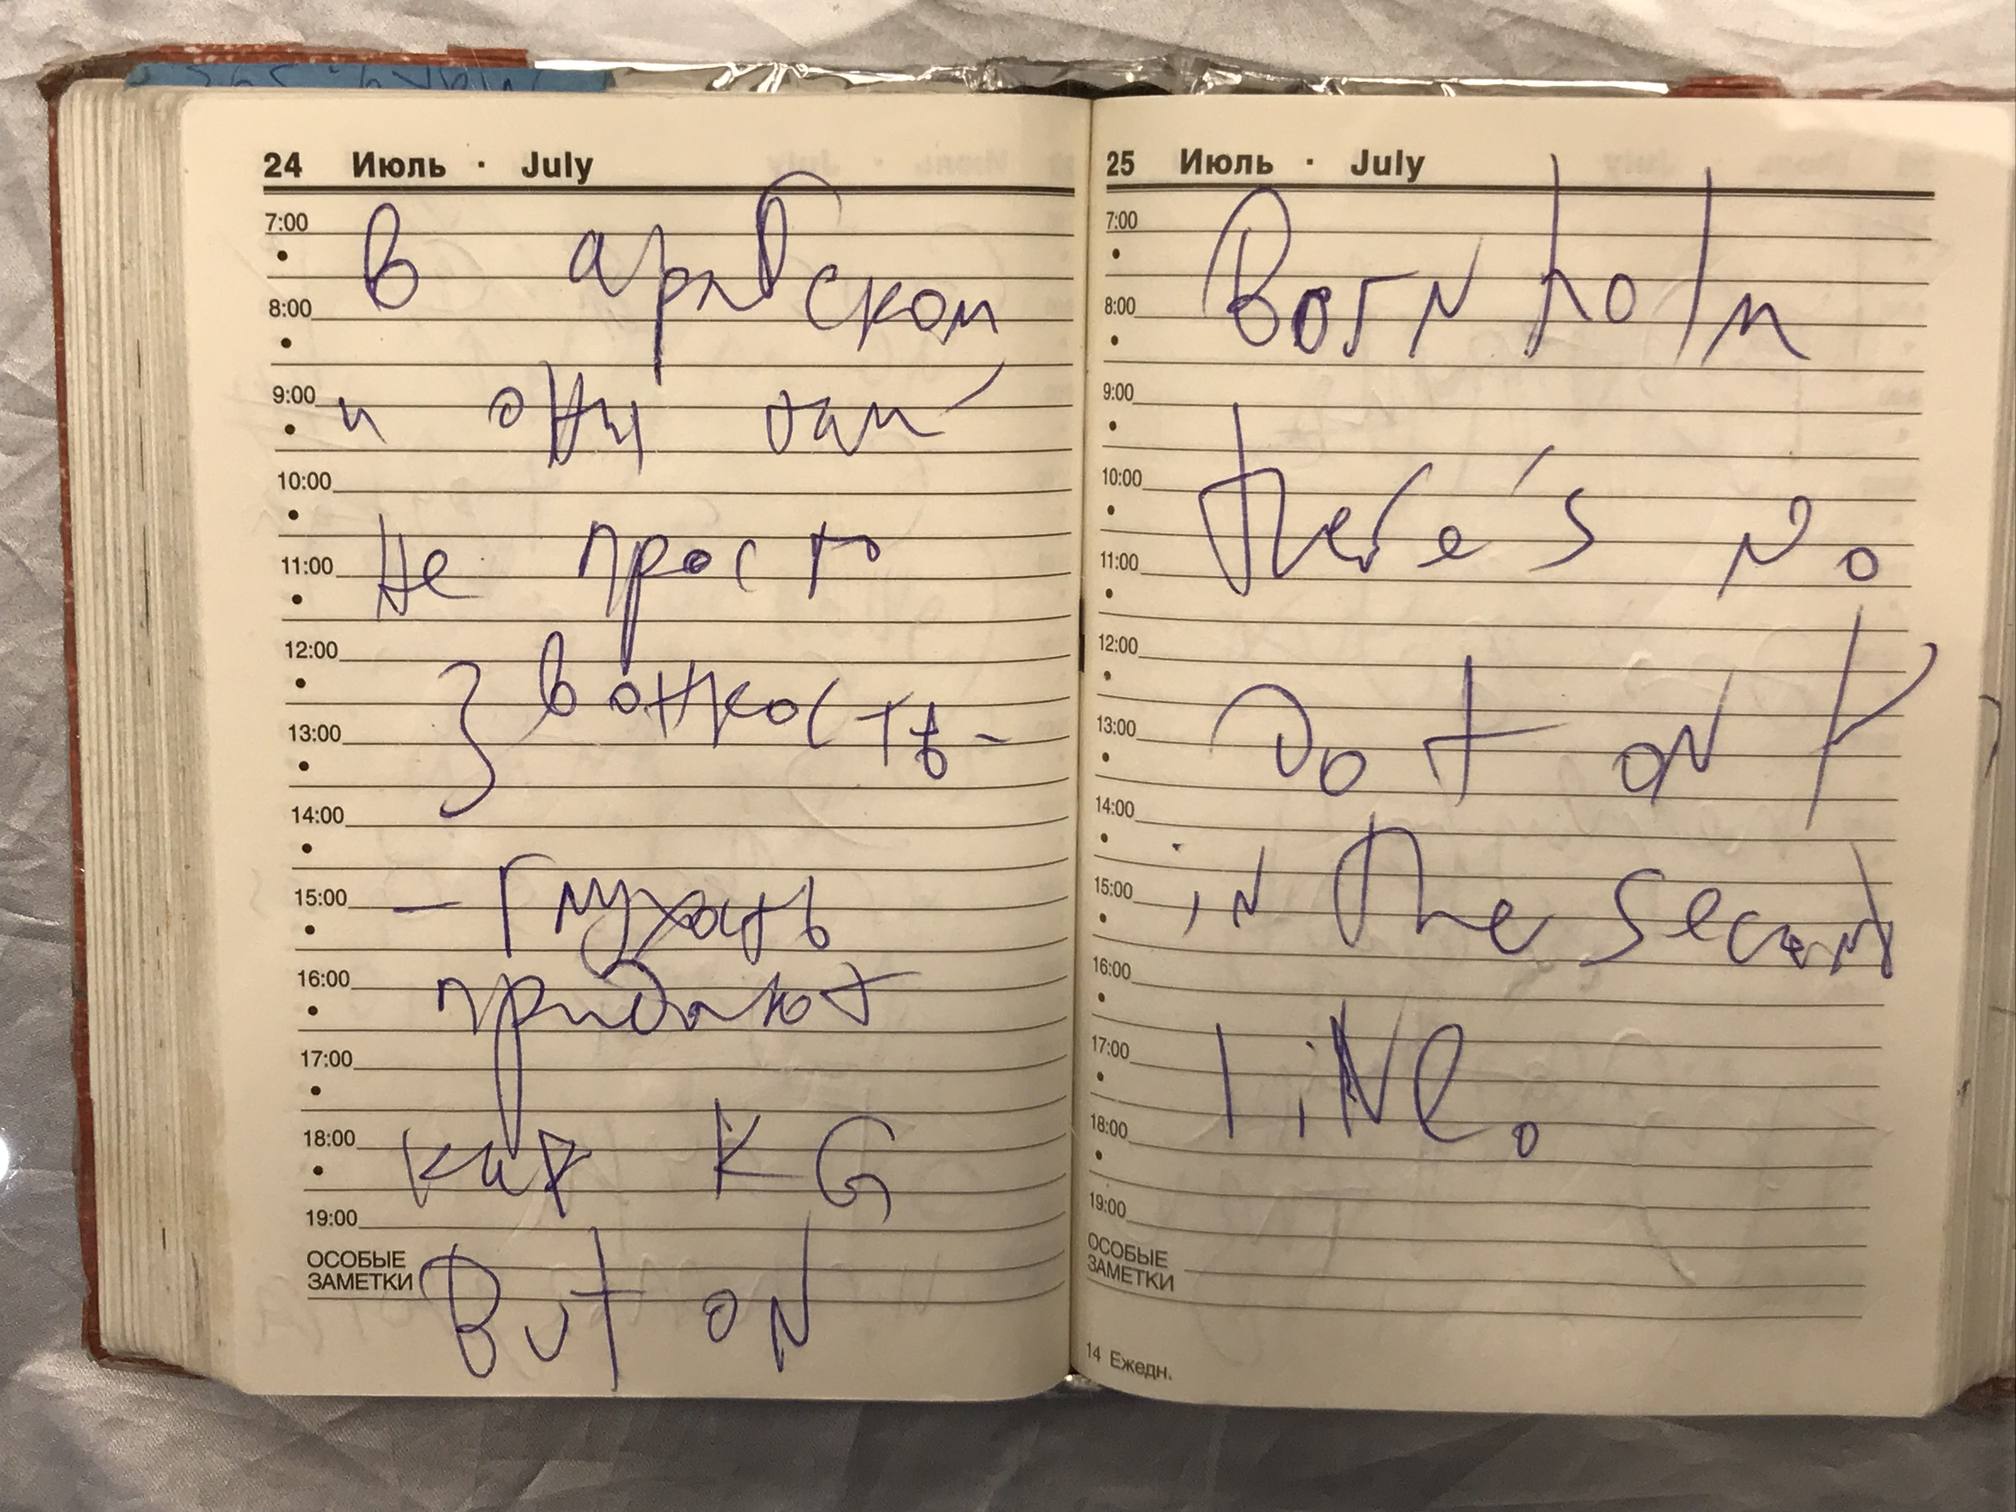 24 Июль · July
7:00
в арабском
8:00
9:00
и они там
10:00
не просто
11:00
12:00
звонкость -
13:00
14:00
- глухость
15:00
придают
16:00
17:00
как KG
18:00
19:00
ОСОБЫЕ
ЗАМЕТКИ
But on
25 Июль · July
7:00
Bornholm
8:00
9:00
there's no
10:00
11:00
12:00
Dot on Y
13:00
14:00
in the second
15:00
16:00
line.
17:00
18:00
19:00
ОСОБЫЕ
ЗАМЕТКИ
14 Ежедн.